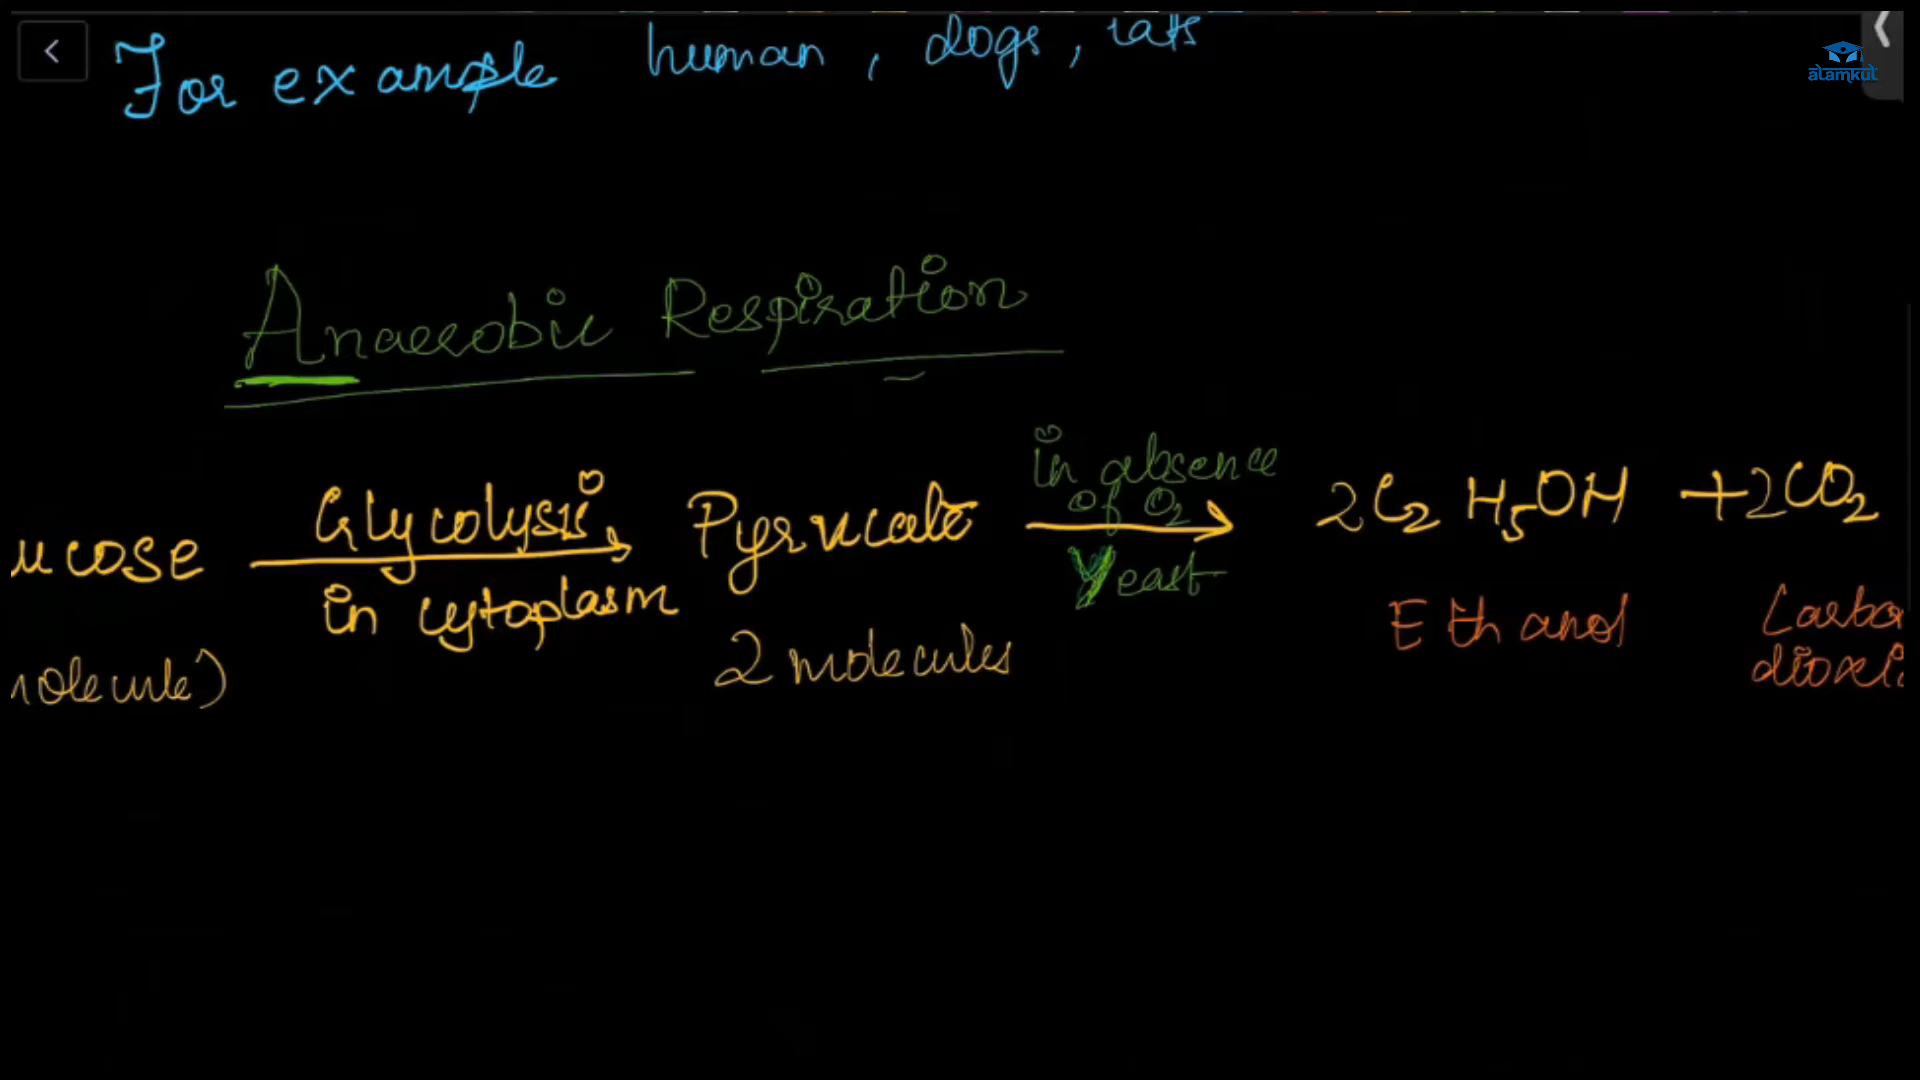 For example human, dogs, cats
alamkul
Anaerobic Respiration
ucose Glycolysis in cytoplasm Pyruvate in absence of O2 Yeast 2C2H5OH + 2CO2
nolecule) 2 molecules Ethanol Carbo dioxi